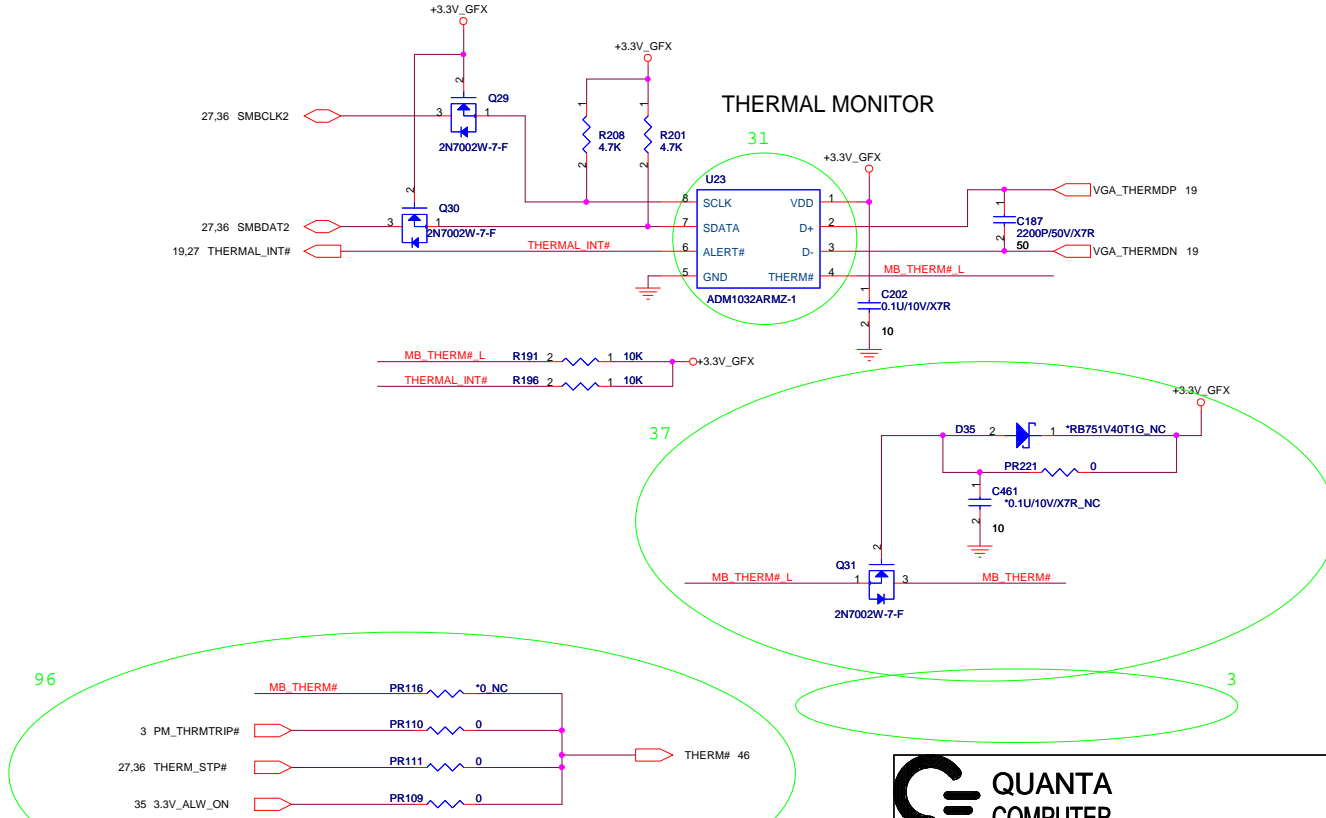 +3.3V_GFX
+3.3V_GFX
THERMAL MONITOR
2
Q29
27,36 SMBCLK2
3
1
2N7002W-7-F
1
R208
4.7K
2
1
R201
4.7K
2
31
+3.3V_GFX
U23
2
Q30
27,36 SMBDAT2
3
1
2N7002W-7-F
8 SCLK VDD 1
7 SDATA D+ 2
6 ALERT# D- 3
5 GND THERM# 4
ADM1032ARMZ-1
19,27 THERMAL_INT#
THERMAL_INT#
VGA_THERMDP 19
1
C187
2200P/50V/X7R
2
50
VGA_THERMDN 19
MB_THERM#_L
1
C202
0.1U/10V/X7R
2
10
MB_THERM#_L R191 2 1 10K
+3.3V_GFX
THERMAL_INT# R196 2 1 10K
37
+3.3V_GFX
D35 2 1 *RB751V40T1G_NC
PR221 0
1
C461
*0.1U/10V/X7R_NC
2
10
2
Q31
MB_THERM#_L 1 3 MB_THERM#
2N7002W-7-F
96
3
MB_THERM# PR116 *0_NC
3 PM_THRMTRIP# PR110 0
THERM# 46
27,36 THERM_STP# PR111 0
35 3.3V_ALW_ON PR109 0
QUANTA
COMPUTER